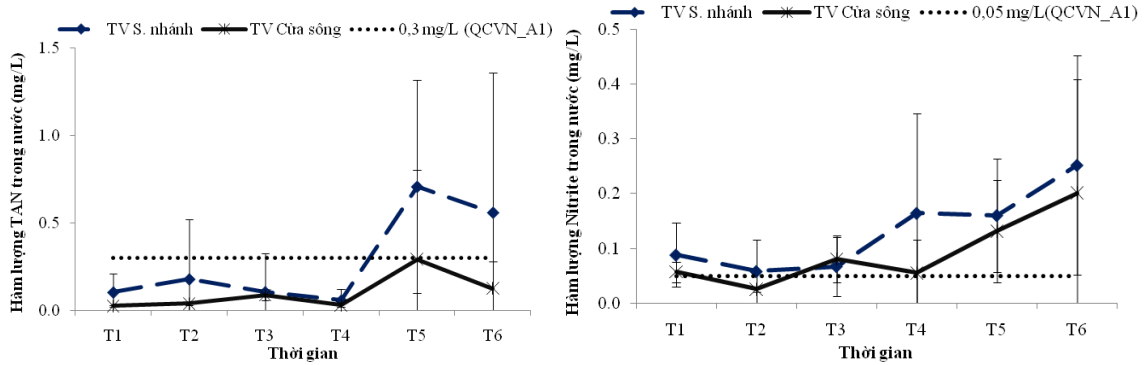 TV S. nhánh TV Cửa sông 0,3 mg/L (QCVN_A1)
Hàm lượng TAN trong nước (mg/L)
1.5
1.0
0.5
0.0
T1 T2 T3 T4 T5 T6
Thời gian
TV S. nhánh TV Cửa sông 0,05 mg/L(QCVN_A1)
Hàm lượng Nitrite trong nước (mg/L)
0.5
0.4
0.3
0.2
0.1
0.0
T1 T2 T3 T4 T5 T6
Thời gian